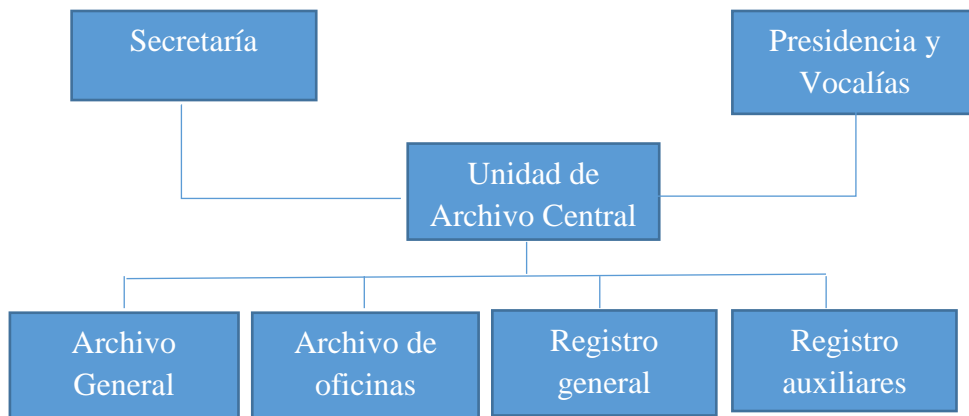 Secretaría
Presidencia y
Vocalías
Unidad de
Archivo Central
Archivo
General
Archivo de
oficinas
Registro
general
Registro
auxiliares